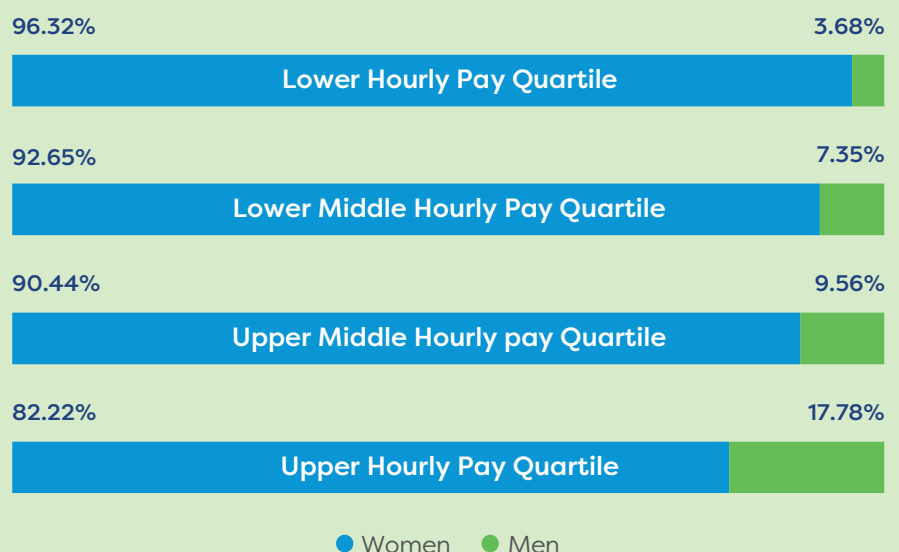 96.32% 3.68%
Lower Hourly Pay Quartile
92.65% 7.35%
Lower Middle Hourly Pay Quartile
90.44% 9.56%
Upper Middle Hourly pay Quartile
82.22% 17.78%
Upper Hourly Pay Quartile
Women Men